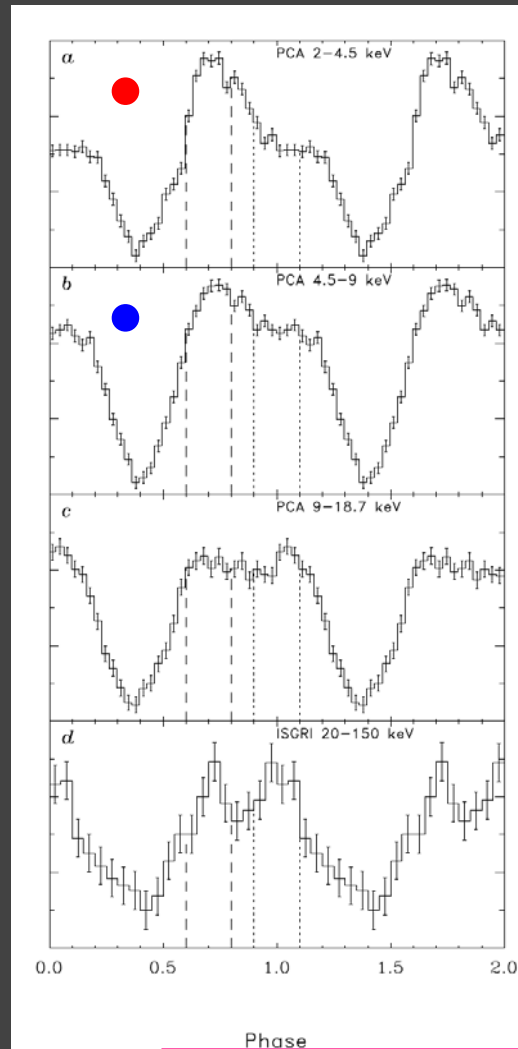 a PCA 2-4.5 keV
b PCA 4.5-9 keV
c PCA 9-18.7 keV
d ISGRI 20-150 keV
0.0 0.5 1.0 1.5 2.0
Phase